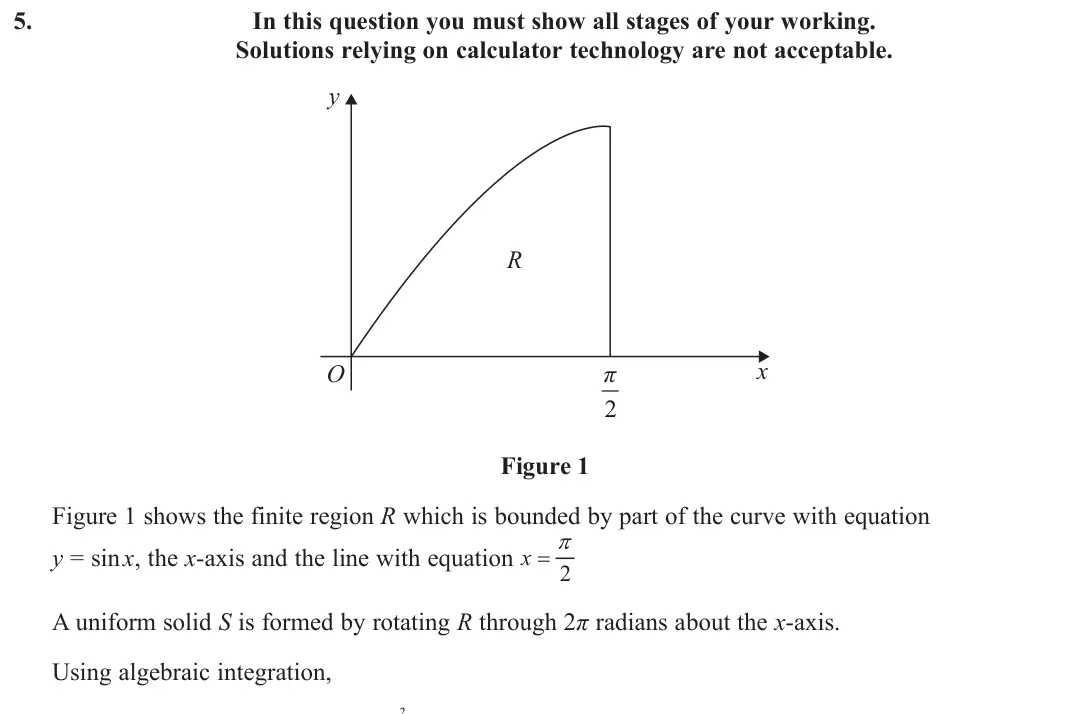 5.
In this question you must show all stages of your working.
Solutions relying on calculator technology are not acceptable.
y
R
O
π
2
x
Figure 1
Figure 1 shows the finite region R which is bounded by part of the curve with equation
y = sinx, the x-axis and the line with equation x = π/2
A uniform solid S is formed by rotating R through 2π radians about the x-axis.
Using algebraic integration,
2